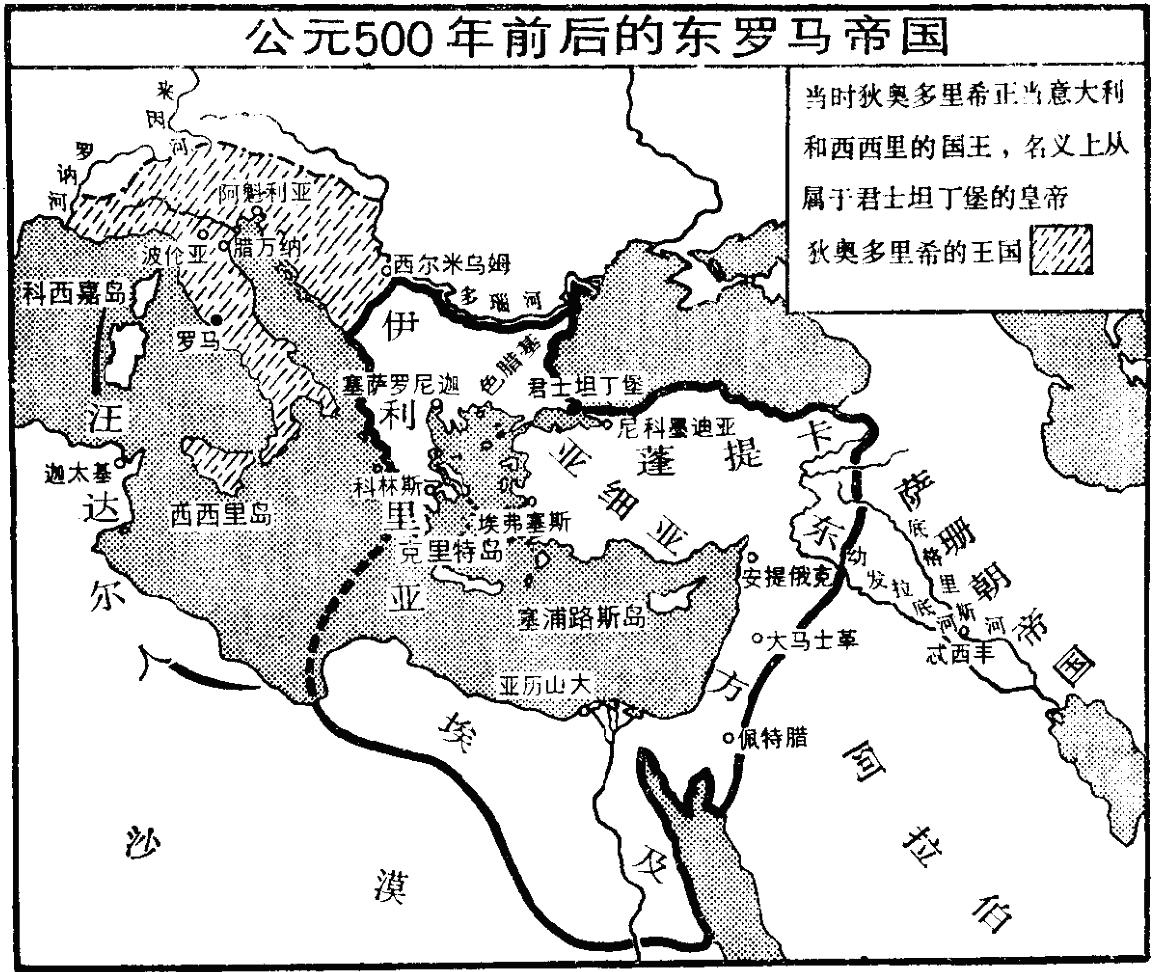 公元500年前后的东罗马帝国
当时狄奥多里希正当意大利
和西西里的国王，名义上从
属于君士坦丁堡的皇帝
狄奥多里希的王国
来因河
罗讷河
阿魁利亚
波伦亚
腊万纳
西尔米乌姆
多瑙河
科西嘉岛
罗马
伊利里亚
色腊基
塞萨罗尼迦
君士坦丁堡
尼科墨迪亚
亚细亚
蓬提卡
汪达尔人
迦太基
西西里岛
科林斯
埃弗塞斯
克里特岛
塞浦路斯岛
安提俄克
东方
幼发拉底河
底格里斯河
萨珊朝帝国
忒西丰
大马士革
亚历山大
佩特腊
埃及
阿拉伯
沙漠